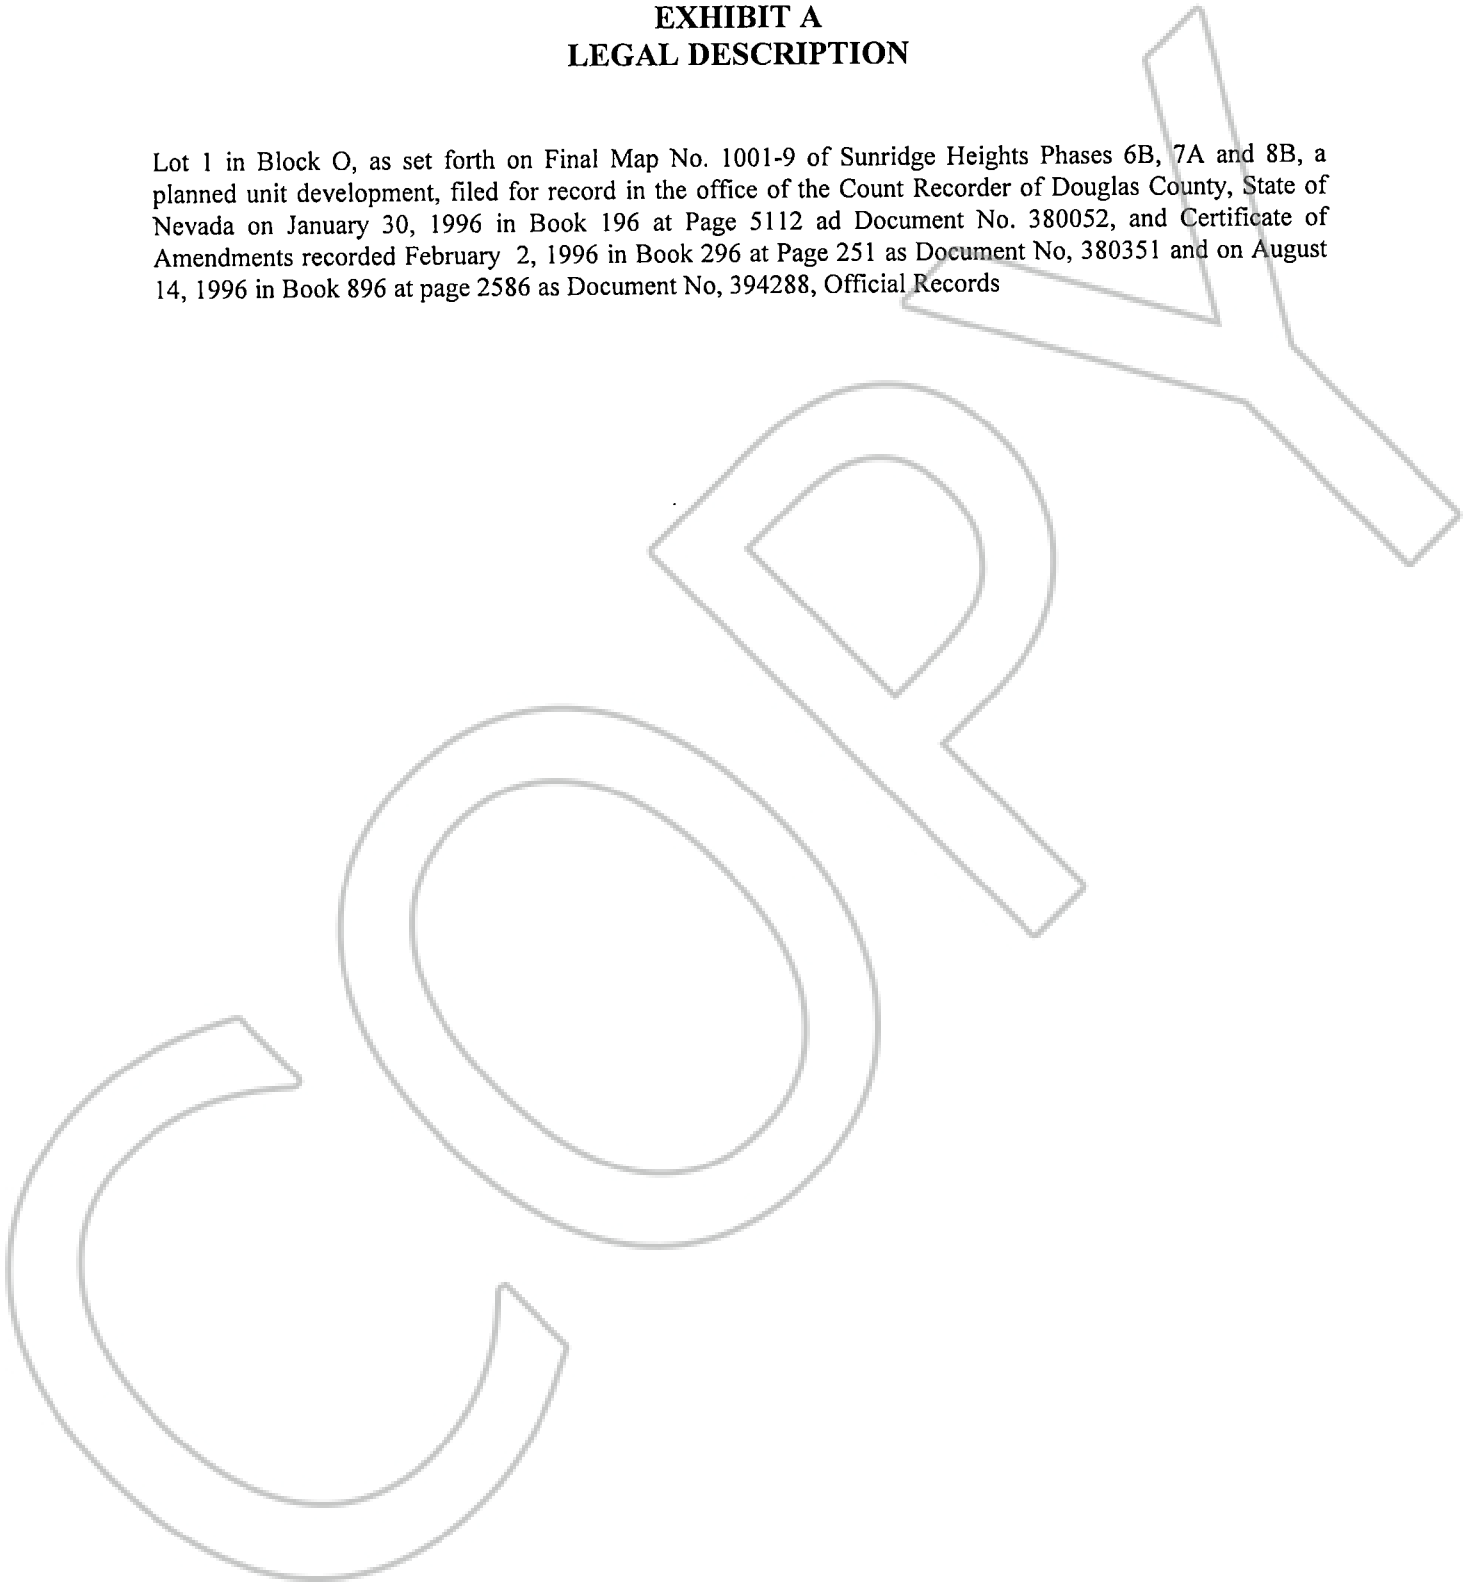 EXHIBIT A
LEGAL DESCRIPTION
Lot 1 in Block O, as set forth on Final Map No. 1001-9 of Sunridge Heights Phases 6B, 7A and 8B, a
planned unit development, filed for record in the office of the Count Recorder of Douglas County, State of
Nevada on January 30, 1996 in Book 196 at Page 5112 ad Document No. 380052, and Certificate of
Amendments recorded February 2, 1996 in Book 296 at Page 251 as Document No, 380351 and on August
14, 1996 in Book 896 at page 2586 as Document No, 394288, Official Records
COPY